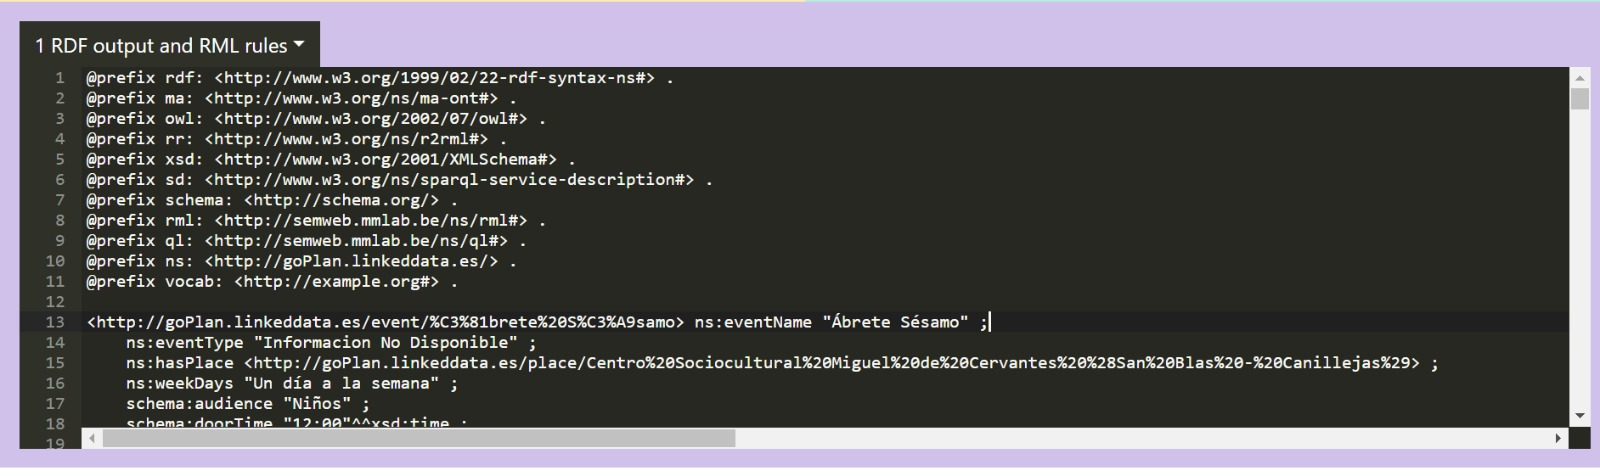 1 RDF output and RML rules
1 @prefix rdf: <http://www.w3.org/1999/02/22-rdf-syntax-ns#> .
2 @prefix ma: <http://www.w3.org/ns/ma-ont#> .
3 @prefix owl: <http://www.w3.org/2002/07/owl#> .
4 @prefix rr: <http://www.w3.org/ns/r2rml#> .
5 @prefix xsd: <http://www.w3.org/2001/XMLSchema#> .
6 @prefix sd: <http://www.w3.org/ns/sparql-service-description#> .
7 @prefix schema: <http://schema.org/> .
8 @prefix rml: <http://semweb.mmlab.be/ns/rml#> .
9 @prefix ql: <http://semweb.mmlab.be/ns/ql#> .
10 @prefix ns: <http://goPlan.linkeddata.es/> .
11 @prefix vocab: <http://example.org#> .
12
13 <http://goPlan.linkeddata.es/event/%C3%81brete%20S%C3%A9samo> ns:eventName "Ábrete Sésamo" ;
14 ns:eventType "Informacion No Disponible" ;
15 ns:hasPlace <http://goPlan.linkeddata.es/place/Centro%20Sociocultural%20Miguel%20de%20Cervantes%20%28San%20Blas%20-%20Canillejas%29> ;
16 ns:weekDays "Un día a la semana" ;
17 schema:audience "Niños" ;
18 schema:doorTime "12:00"^^xsd:time ;
19